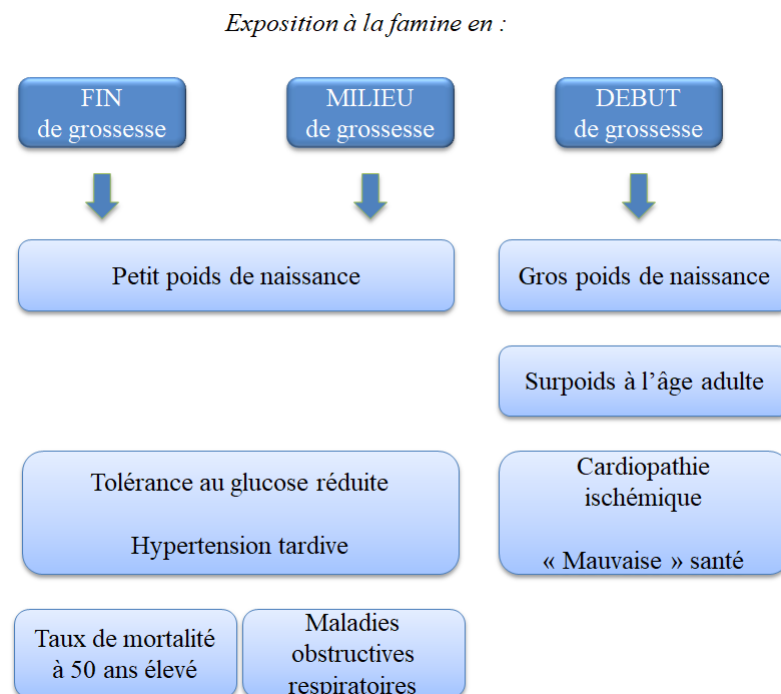 Exposition à la famine en :
FIN
de grossesse
MILIEU
de grossesse
DEBUT
de grossesse
Petit poids de naissance
Gros poids de naissance
Surpoids à l’âge adulte
Tolérance au glucose réduite
Hypertension tardive
Cardiopathie
ischémique
« Mauvaise » santé
Taux de mortalité
à 50 ans élevé
Maladies
obstructives
respiratoires